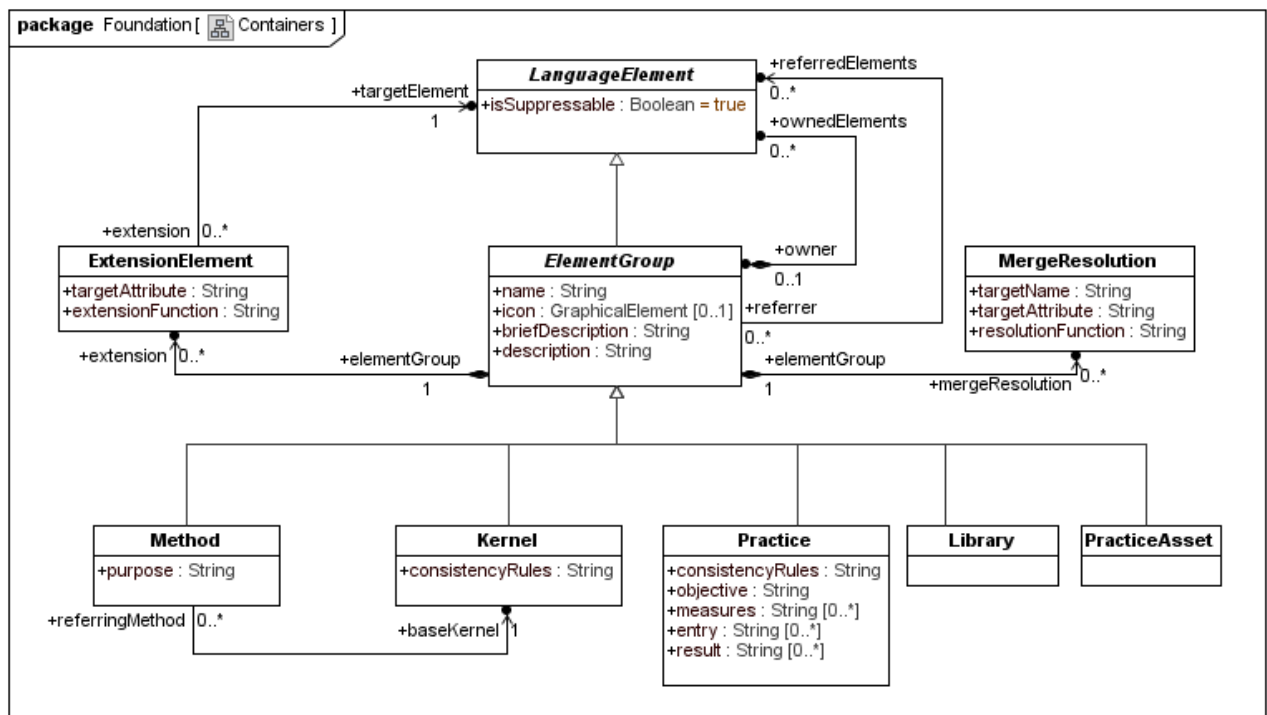 package Foundation[ Containers ]
LanguageElement
+isSuppressable : Boolean = true
+referredElements
0..*
+targetElement
1
+ownedElements
0..*
+extension 0..*
ExtensionElement
+targetAttribute : String
+extensionFunction : String
ElementGroup
+name : String
+icon : GraphicalElement [0..1]
+briefDescription : String
+description : String
+owner
0..1
+referrer
0..*
MergeResolution
+targetName : String
+targetAttribute : String
+resolutionFunction : String
+extension 0..*
+elementGroup
1
+elementGroup
1
+mergeResolution 0..*
Method
+purpose : String
Kernel
+consistencyRules : String
Practice
+consistencyRules : String
+objective : String
+measures : String [0..*]
+entry : String [0..*]
+result : String [0..*]
Library
PracticeAsset
+referringMethod 0..*
+baseKernel 1